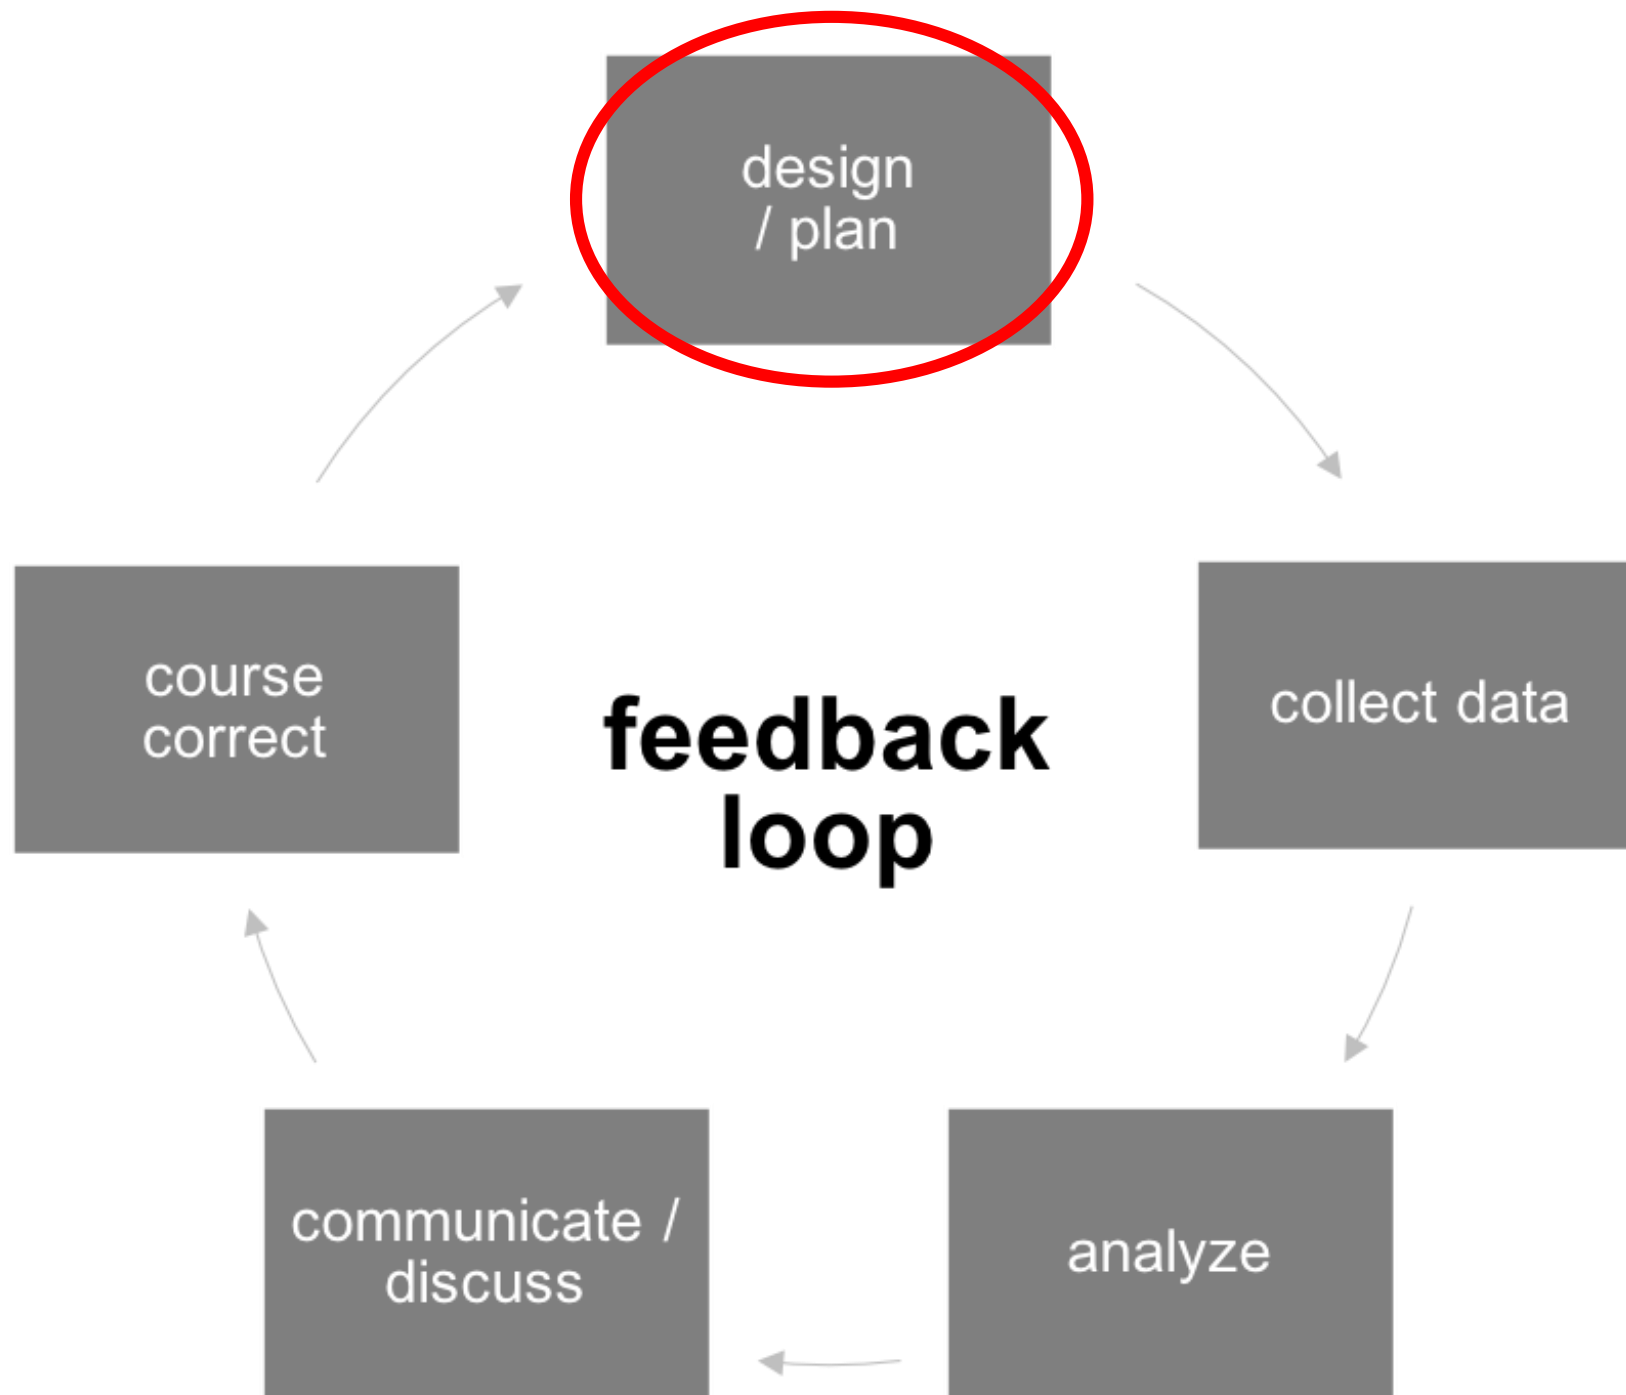 design
/ plan
collect data
analyze
communicate /
discuss
course
correct
feedback
loop